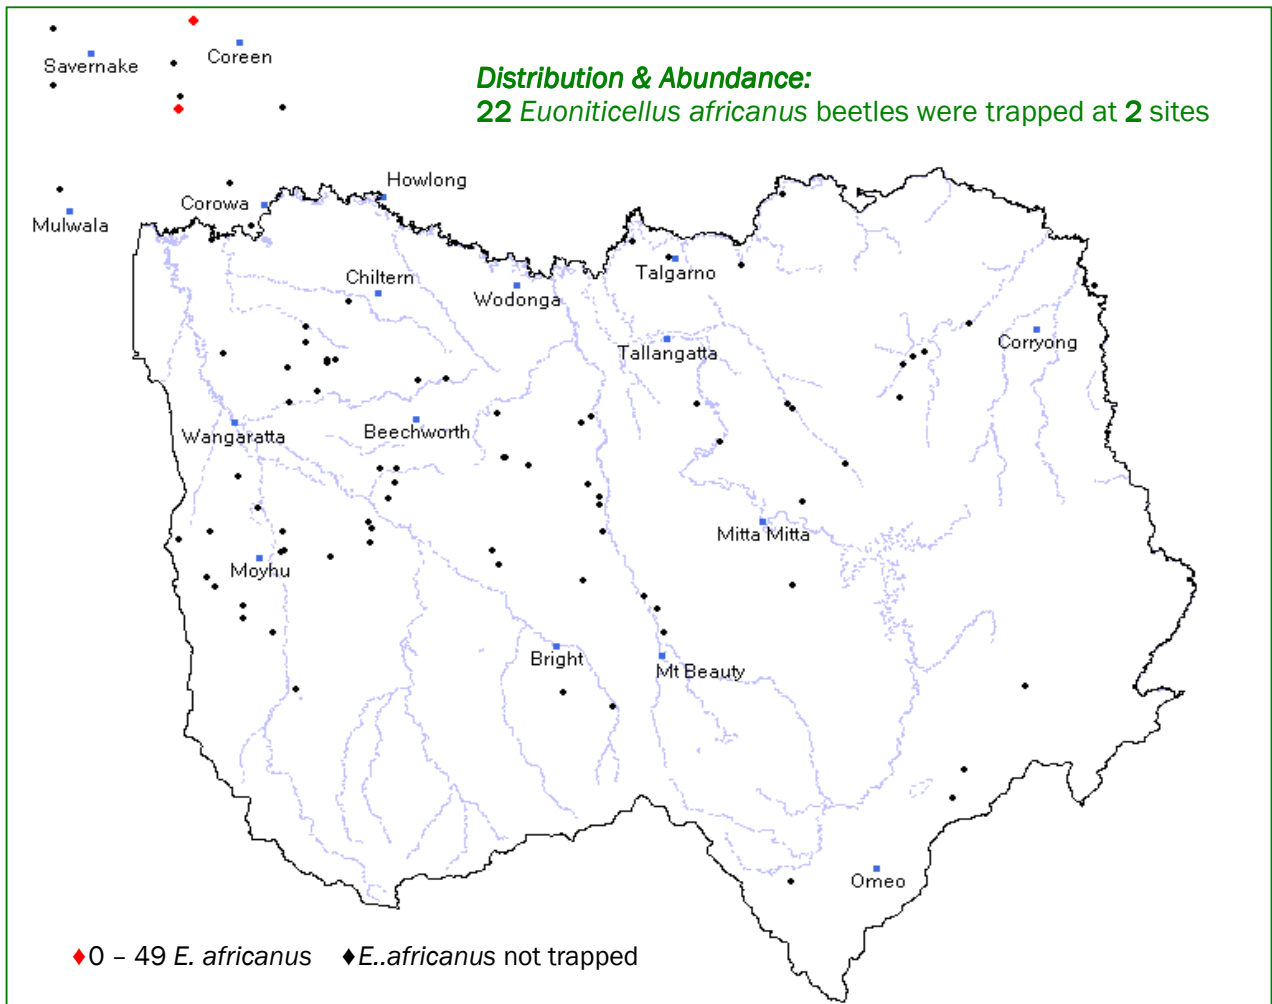 Savernake
Coreen
Distribution & Abundance:
22 Euoniticellus africanus beetles were trapped at 2 sites
Howlong
Corowa
Mulwala
Talgarno
Chiltern
Wodonga
Corryong
Tallangatta
Wangaratta
Beechworth
Mitta Mitta
Moyhu
Bright
Mt Beauty
Omeo
0 – 49 E. africanus
E..africanus not trapped